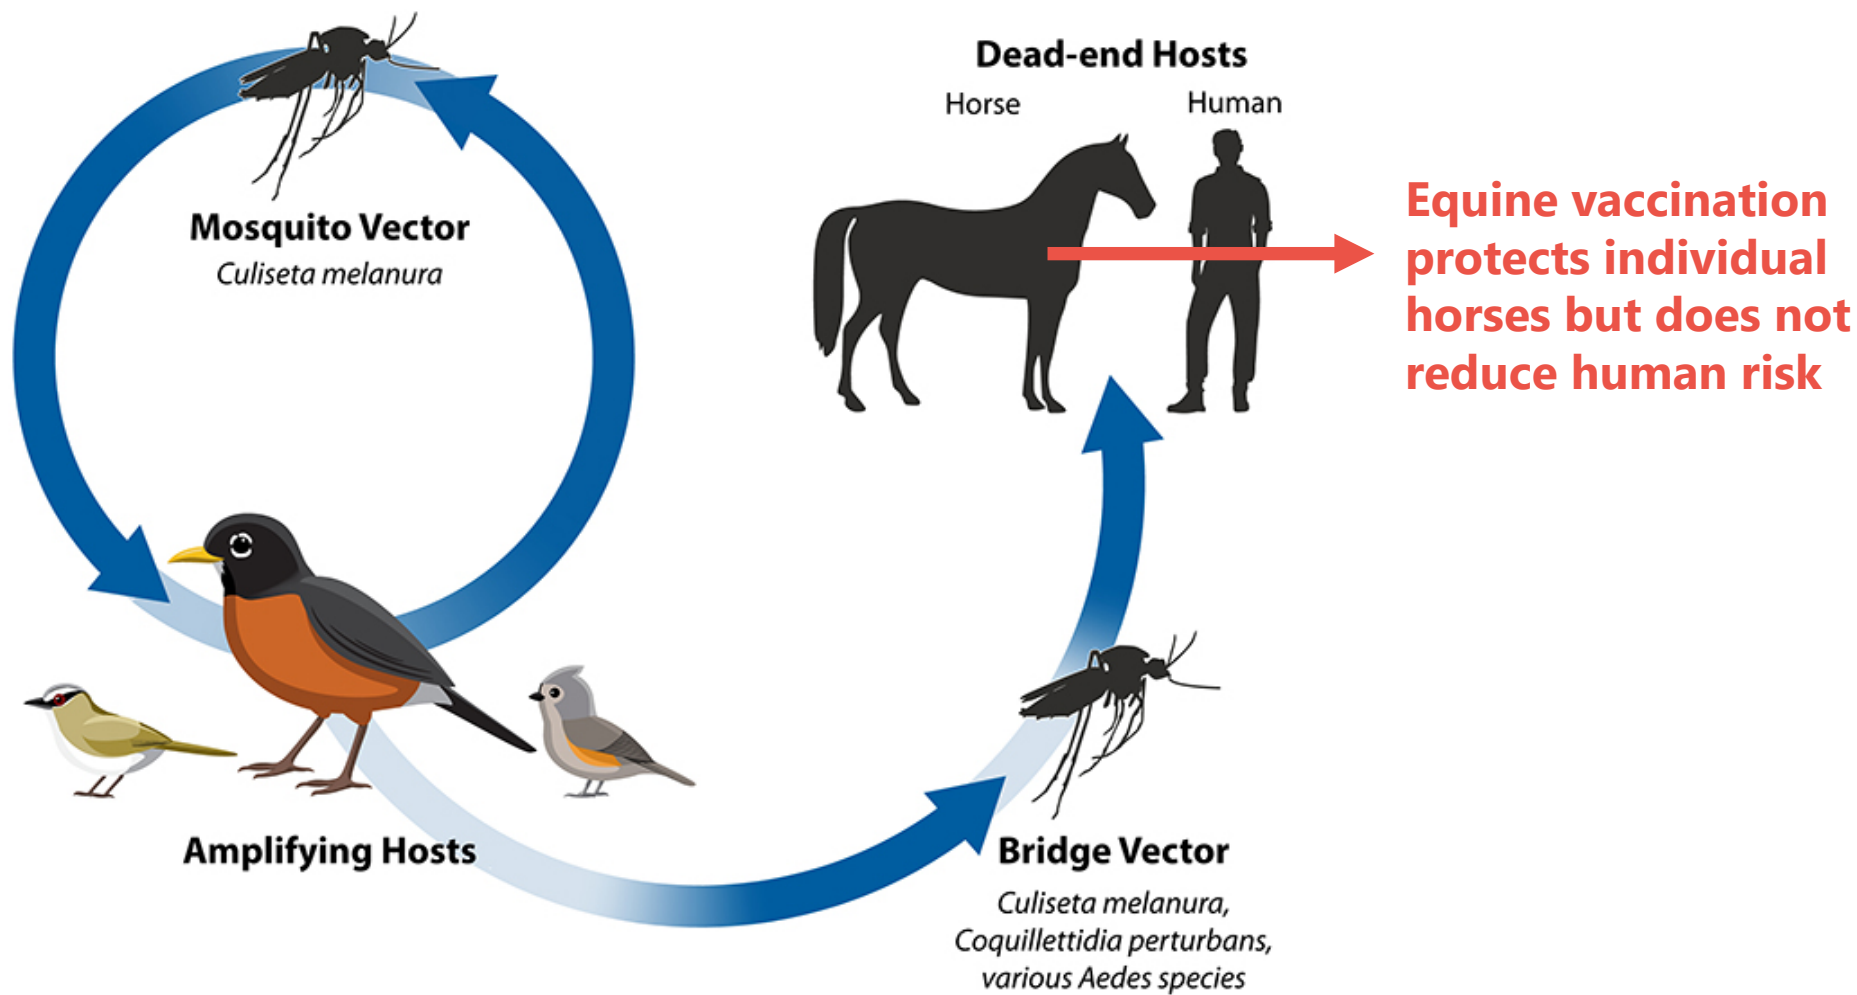 Mosquito Vector
Culiseta melanura
Dead-end Hosts
Horse
Human
Equine vaccination
protects individual
horses but does not
reduce human risk
Amplifying Hosts
Bridge Vector
Culiseta melanura,
Coquillettidia perturbans,
various Aedes species